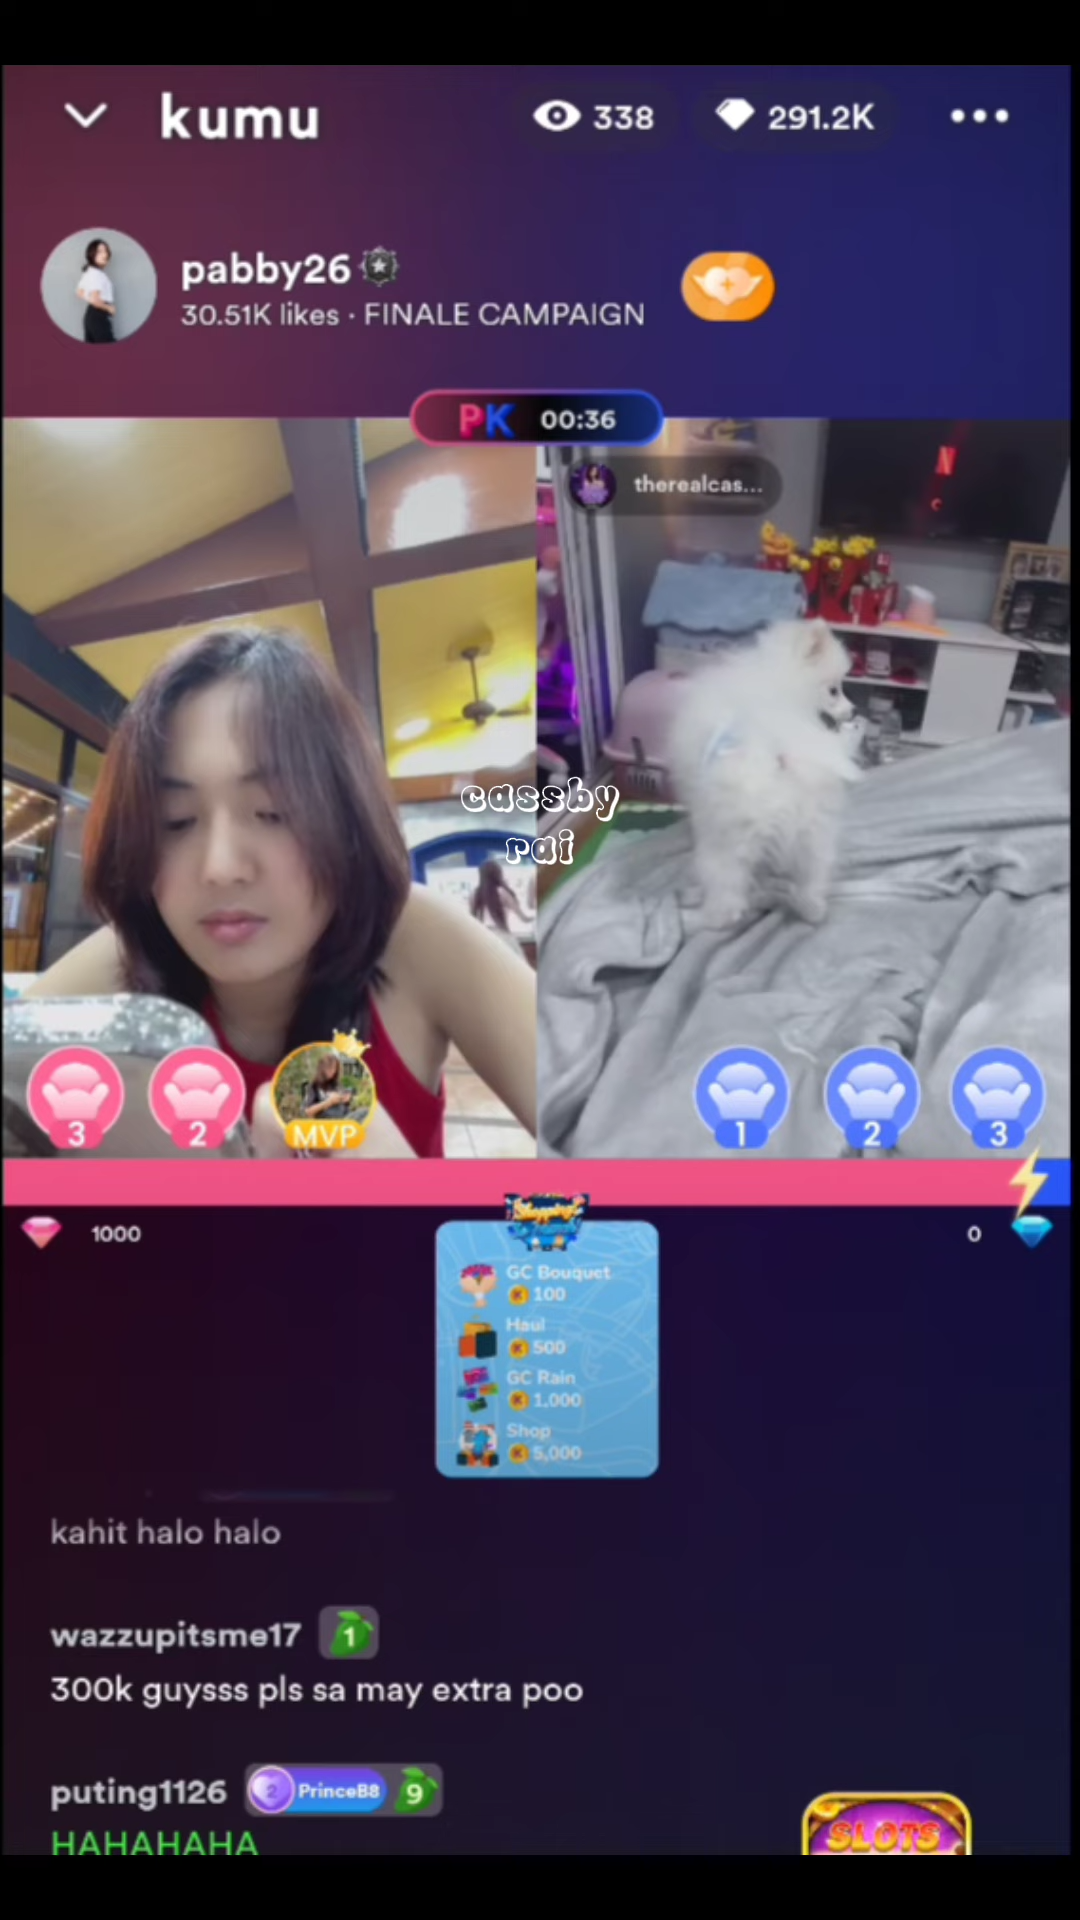 kumu
338
291.2K
pabby26
30.51K likes · FINALE CAMPAIGN
PK 00:36
therealcas...
N
cassby
rai
3
2
MVP
1
2
3
1000
0
Shopping
GC Bouquet
100
Haul
500
GC Rain
1,000
Shop
5,000
kahit halo halo
wazzupitsme17 1
300k guysss pls sa may extra poo
puting1126 2 PrinceB8 9
HAHAHAHA
SLOTS